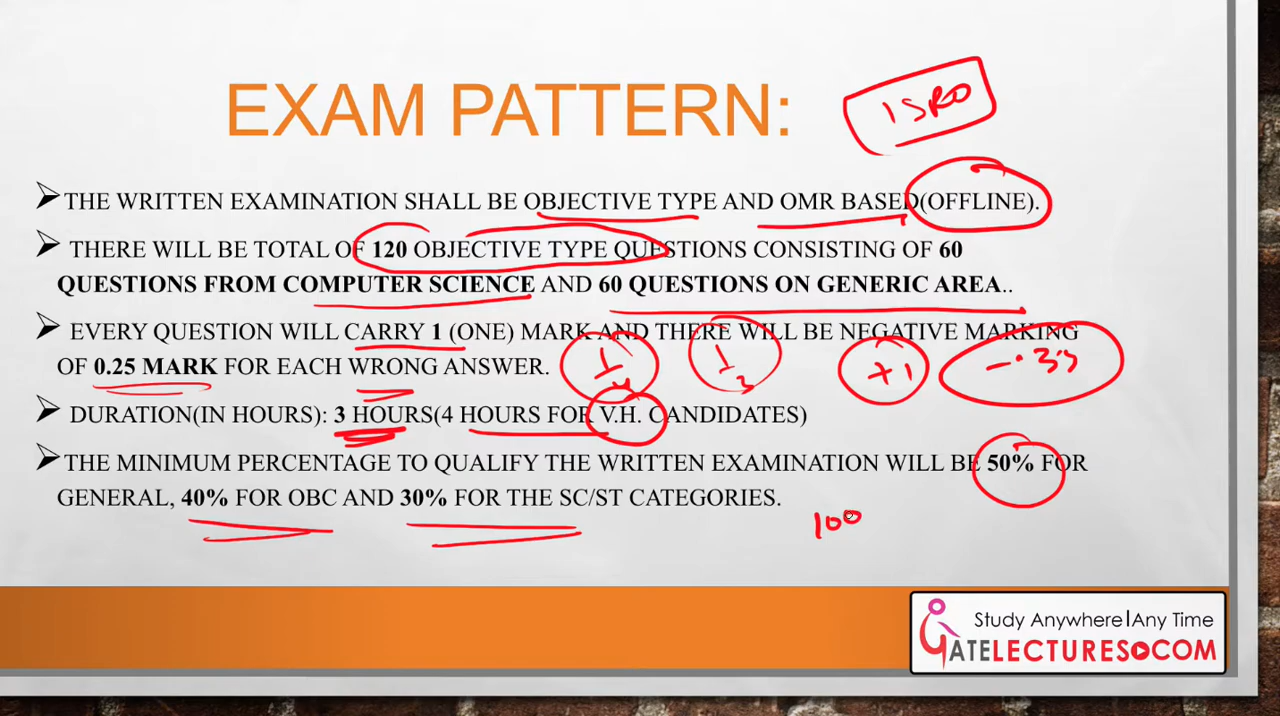 EXAM PATTERN:
ISRO
THE WRITTEN EXAMINATION SHALL BE OBJECTIVE TYPE AND OMR BASED(OFFLINE).
THERE WILL BE TOTAL OF 120 OBJECTIVE TYPE QUESTIONS CONSISTING OF 60
QUESTIONS FROM COMPUTER SCIENCE AND 60 QUESTIONS ON GENERIC AREA..
EVERY QUESTION WILL CARRY 1 (ONE) MARK AND THERE WILL BE NEGATIVE MARKING
OF 0.25 MARK FOR EACH WRONG ANSWER.
1/4 1/3 +1 -.33
DURATION(IN HOURS): 3 HOURS(4 HOURS FOR V.H. CANDIDATES)
THE MINIMUM PERCENTAGE TO QUALIFY THE WRITTEN EXAMINATION WILL BE 50% FOR
GENERAL, 40% FOR OBC AND 30% FOR THE SC/ST CATEGORIES.
100
Study Anywhere|Any Time
GATELECTURES.COM